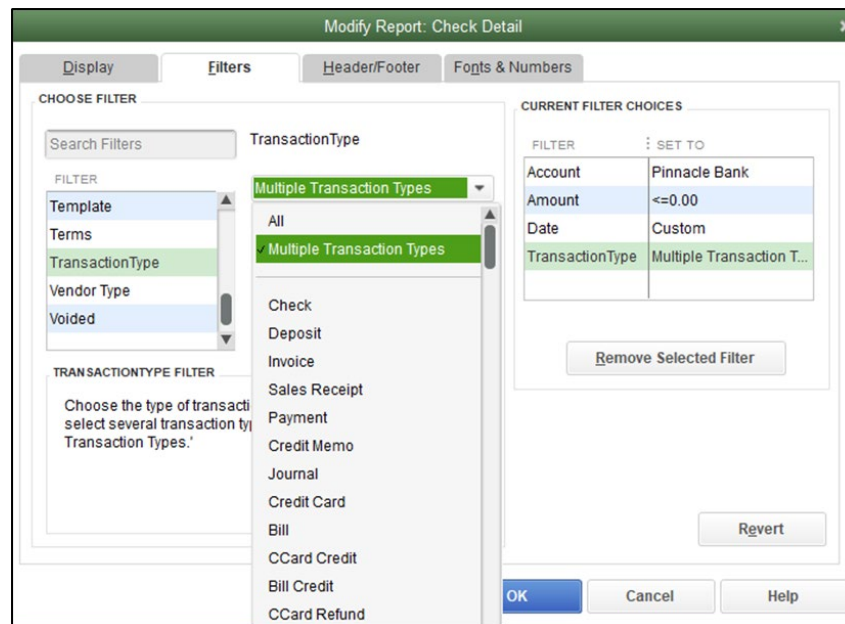 Modify Report: Check Detail
Display
Filters
Header/Footer
Fonts & Numbers
CHOOSE FILTER
Search Filters
TransactionType
FILTER
Template
Terms
TransactionType
Vendor Type
Voided
Multiple Transaction Types
All
✓ Multiple Transaction Types
Check
Deposit
Invoice
Sales Receipt
Payment
Credit Memo
Journal
Credit Card
Bill
CCard Credit
Bill Credit
CCard Refund
TRANSACTIONTYPE FILTER
Choose the type of transacti
select several transaction ty
Transaction Types.'
CURRENT FILTER CHOICES
FILTER SET TO
Account Pinnacle Bank
Amount <=0.00
Date Custom
TransactionType Multiple Transaction T...
Remove Selected Filter
Revert
OK
Cancel
Help